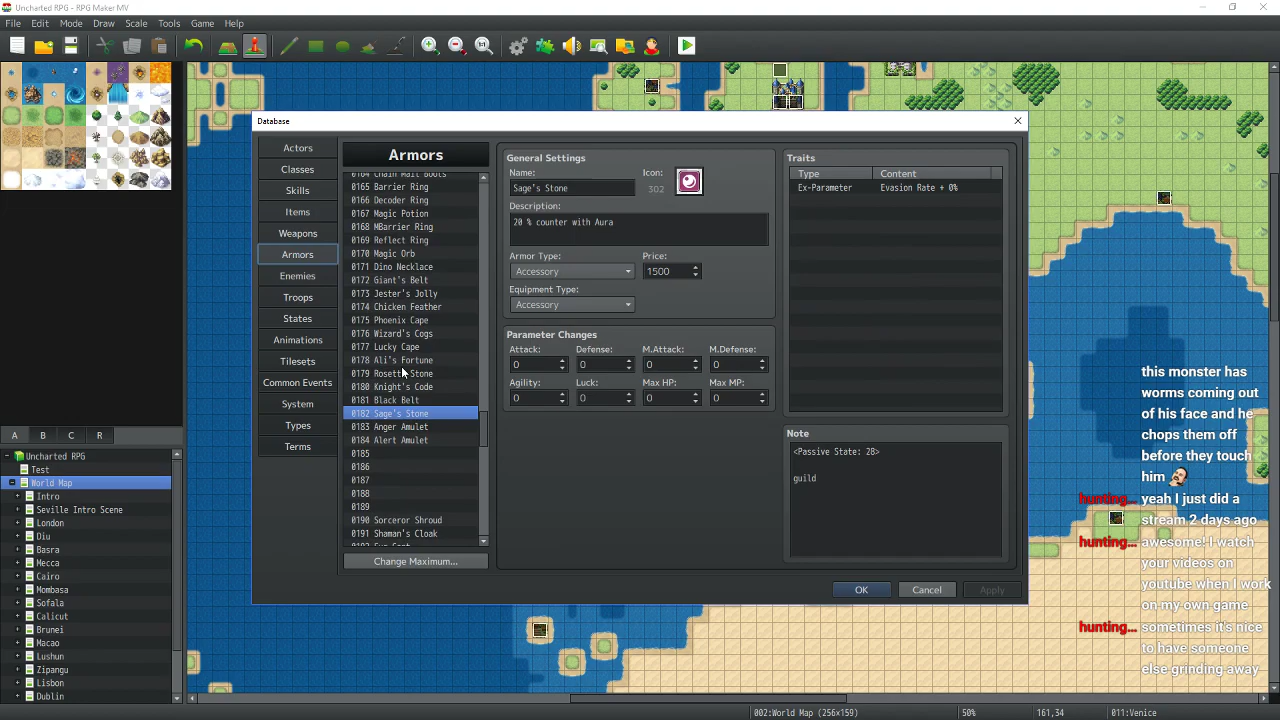 Uncharted RPG - RPG Maker MV
File Edit Mode Draw Scale Tools Game Help
Database
Actors
Classes
Skills
Items
Weapons
Armors
Enemies
Troops
States
Animations
Tilesets
Common Events
System
Types
Terms
Armors
0164 Chain Mail Boots
0165 Barrier Ring
0166 Decoder Ring
0167 Magic Potion
0168 MBarrier Ring
0169 Reflect Ring
0170 Magic Orb
0171 Dino Necklace
0172 Giant's Belt
0173 Jester's Jolly
0174 Chicken Feather
0175 Phoenix Cape
0176 Wizard's Cogs
0177 Lucky Cape
0178 Ali's Fortune
0179 Rosetta Stone
0180 Knight's Code
0181 Black Belt
0182 Sage's Stone
0183 Anger Amulet
0184 Alert Amulet
0185
0186
0187
0188
0189
0190 Sorceror Shroud
0191 Shaman's Cloak
Change Maximum...
General Settings
Name:
Icon:
Sage's Stone
302
Description:
20 % counter with Aura
Armor Type:
Price:
Accessory
1500
Equipment Type:
Accessory
Parameter Changes
Attack: Defense: M.Attack: M.Defense:
0 0 0 0
Agility: Luck: Max HP: Max MP:
0 0 0 0
Traits
Type Content
Ex-Parameter Evasion Rate + 0%
Note
<Passive State: 28>
guild
OK
Cancel
Apply
A B C R
Uncharted RPG
Test
World Map
Intro
Seville Intro Scene
London
Diu
Basra
Mecca
Cairo
Mombasa
Sofala
Calicut
Brunei
Macao
Lushun
Zipangu
Lisbon
Dublin
this monster has
worms coming out
of his face and he
chops them off
before they touch
him
hunting... yeah I just did a
stream 2 days ago
hunting... awesome! I watch
your videos on
youtube when I work
on my own game
hunting... sometimes it's nice
to have someone
else grinding away
002:World Map (256x159)
50%
161,34
011:Venice